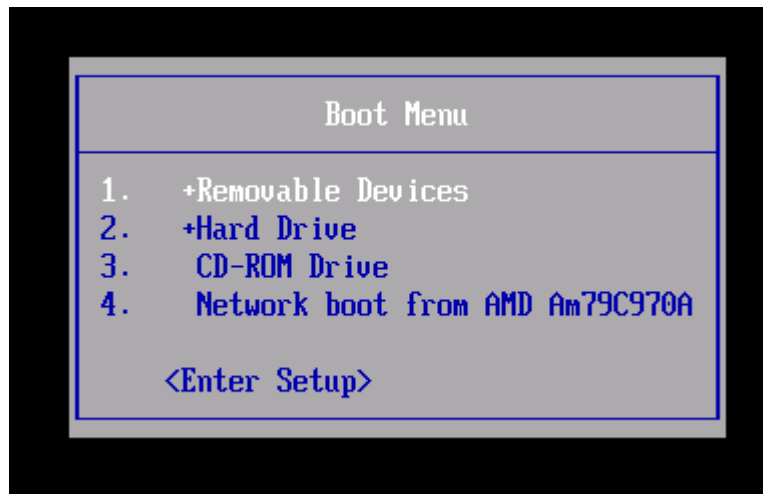 Boot Menu
1. +Removable Devices
2. +Hard Drive
3. CD-ROM Drive
4. Network boot from AMD Am79C970A
<Enter Setup>